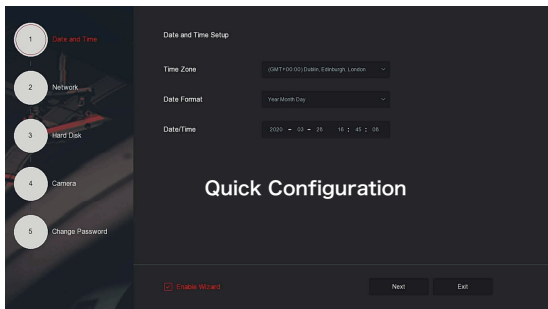 1 Date and Time
2 Network
3 Hard Disk
4 Camera
5 Change Password
Date and Time Setup
Time Zone (GMT+00:00) Dublin, Edinburgh, London
Date Format Year Month Day
Date/Time 2020 - 03 - 28 16 : 45 : 08
Quick Configuration
Enable Wizard Next Exit